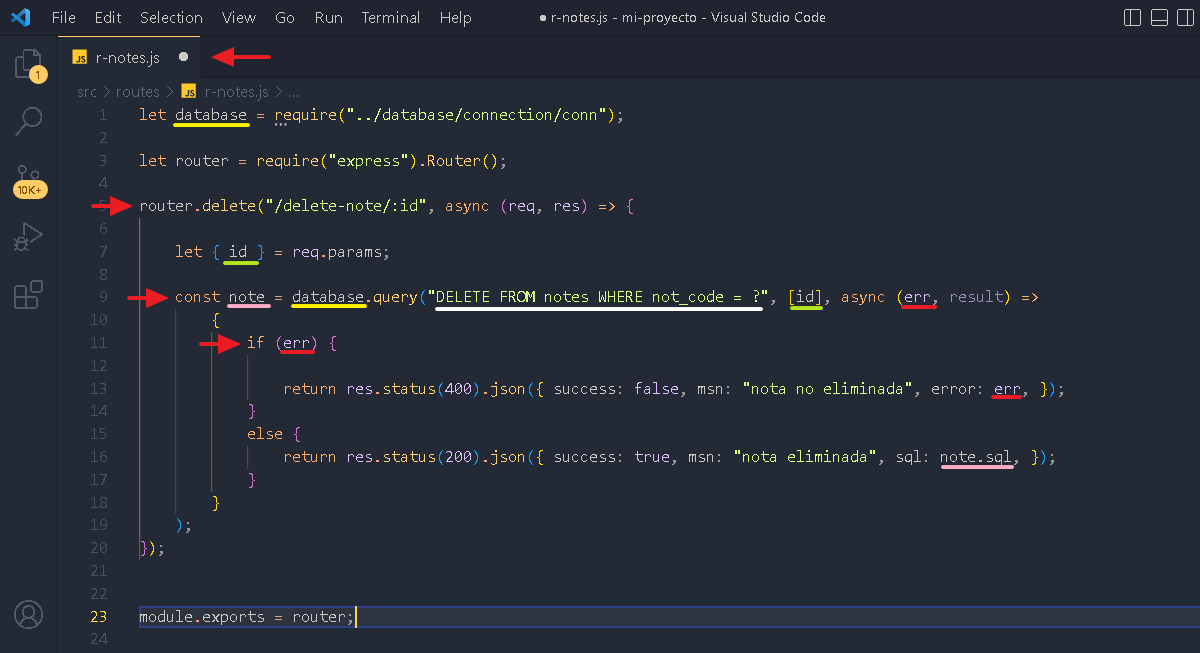 File Edit Selection View Go Run Terminal Help ● r-notes.js - mi-proyecto - Visual Studio Code
JS r-notes.js ●
1
src > routes > JS r-notes.js > ...
1 let database = require("../database/connection/conn");
2
3 let router = require("express").Router();
4
10K+
5 router.delete("/delete-note/:id", async (req, res) => {
6
7 let { id } = req.params;
8
9 const note = database.query("DELETE FROM notes WHERE not_code = ?", [id], async (err, result) =>
10 {
11 if (err) {
12
13 return res.status(400).json({ success: false, msn: "nota no eliminada", error: err, });
14 }
15 else {
16 return res.status(200).json({ success: true, msn: "nota eliminada", sql: note.sql, });
17 }
18 }
19 );
20 });
21
22
23 module.exports = router;
24